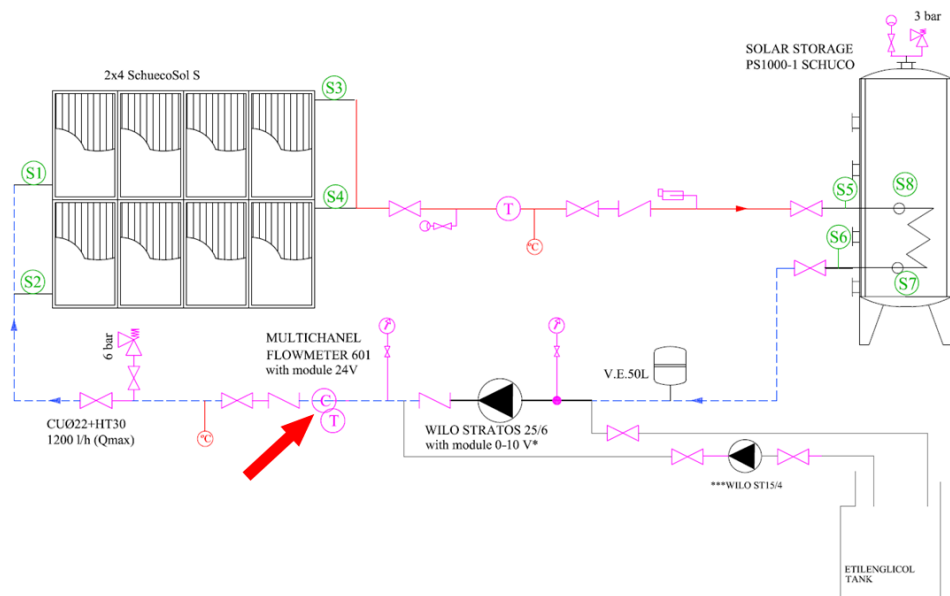 3 bar
SOLAR STORAGE
PS1000-1 SCHUCO
2x4 SchuecoSol S
S3
S1
S4
S5
S8
T
S6
ºC
S7
S2
6 bar
MULTICHANEL
FLOWMETER 601
with module 24V
V.E.50L
C
T
CUØ22+HT30
1200 l/h (Qmax)
ºC
WILO STRATOS 25/6
with module 0-10 V*
***WILO ST15/4
ETILENGLICOL
TANK